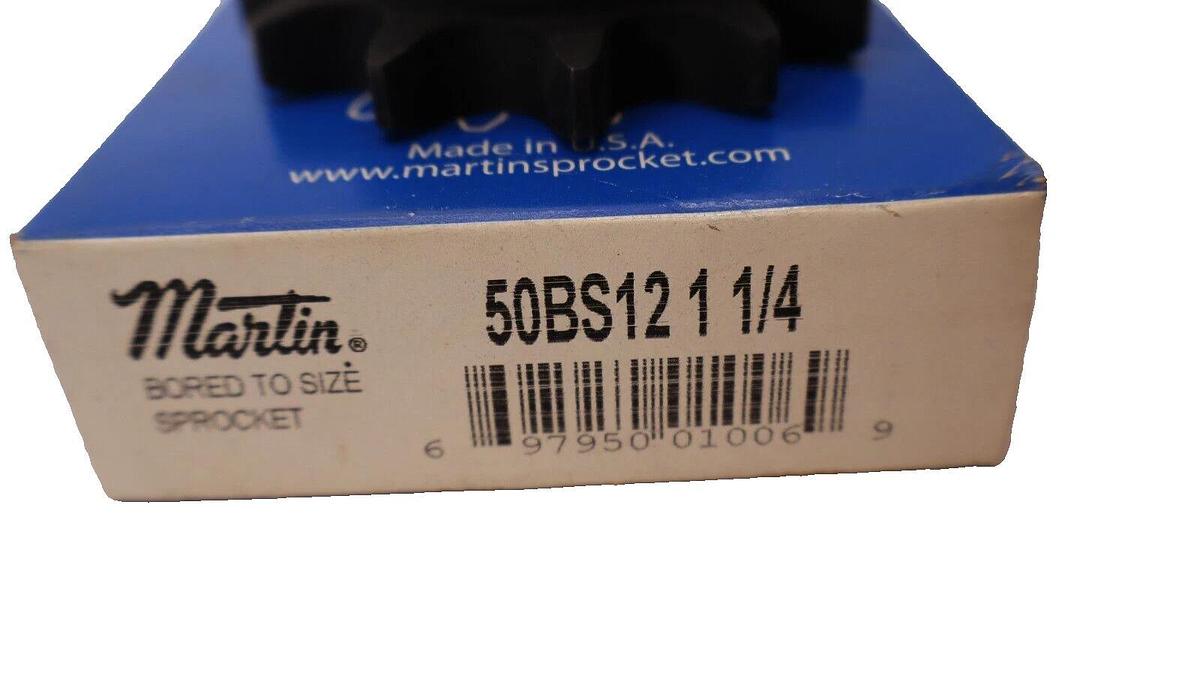 Made in U.S.A.
www.martinsprocket.com
Martin®
50BS12 1 1/4
BORED TO SIZE
SPROCKET
6 97950 01006 9